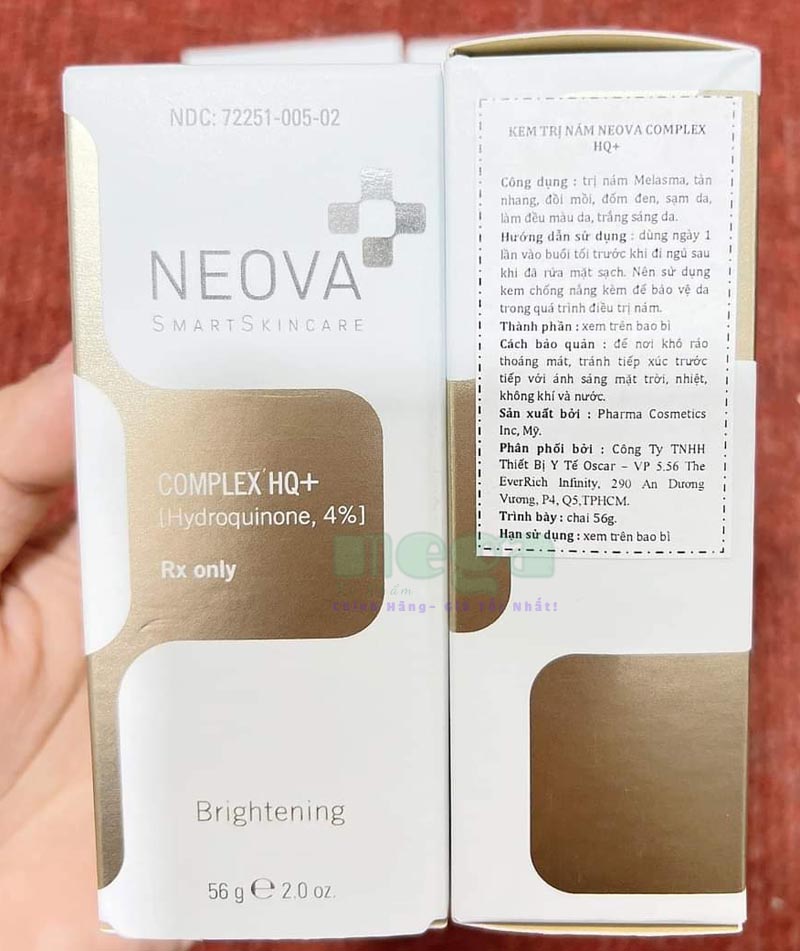 NDC: 72251-005-02
NEOVA
SMARTSKINCARE
COMPLEX HQ+
[Hydroquinone, 4%]
Rx only
Brightening
56 g ℮ 2.0 oz.
KEM TRỊ NÁM NEOVA COMPLEX
HQ+
Công dụng : trị nám Melasma, tàn
nhang, đồi mồi, đốm đen, sạm da,
làm đều màu da, trắng sáng da.
Hướng dẫn sử dụng : dùng ngày 1
lần vào buổi tối trước khi đi ngủ sau
khi đã rửa mặt sạch. Nên sử dụng
kem chống nắng kèm để bảo vệ da
trong quá trình điều trị nám.
Thành phần : xem trên bao bì
Cách bảo quản : để nơi khô ráo
thoáng mát, tránh tiếp xúc trước
tiếp với ánh sáng mặt trời, nhiệt,
không khí và nước.
Sản xuất bởi : Pharma Cosmetics
Inc, Mỹ.
Phân phối bởi : Công Ty TNHH
Thiết Bị Y Tế Oscar – VP 5.56 The
EverRich Infinity, 290 An Dương
Vương, P4, Q5,TPHCM.
Trình bày : chai 56g.
Hạn sử dụng : xem trên bao bì
mega
Chính Hãng- Giá Tốt Nhất!